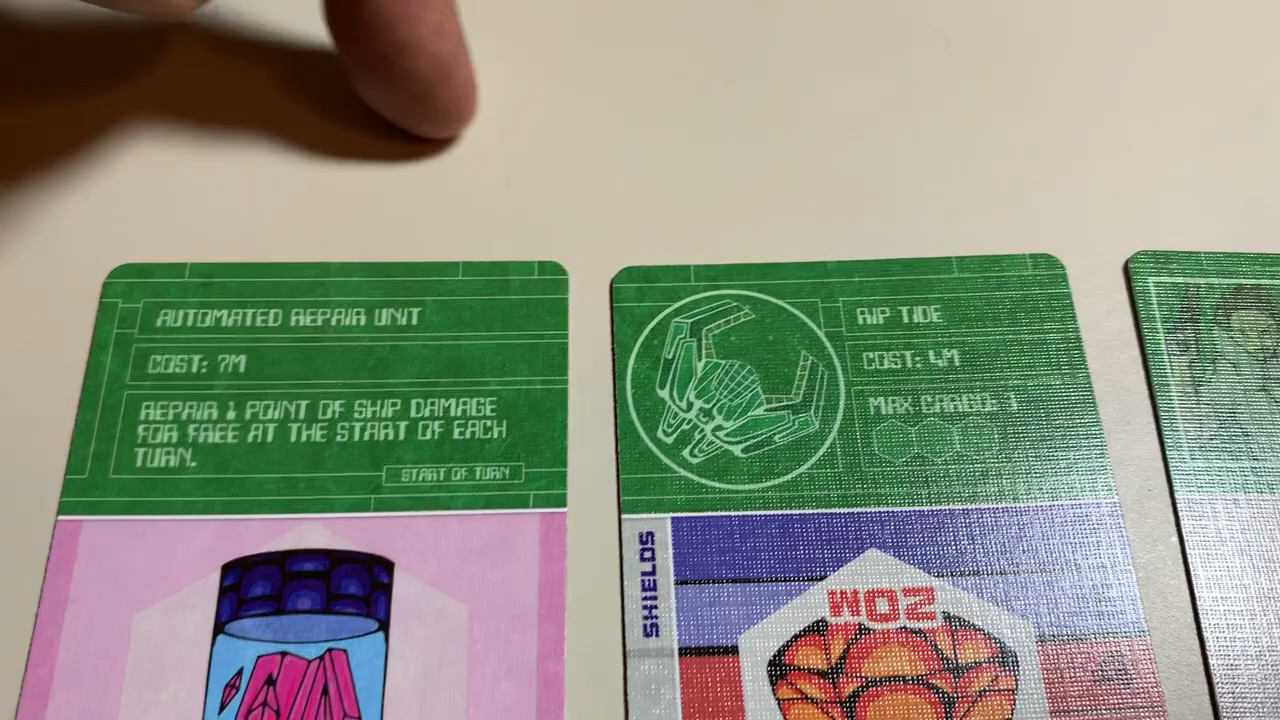 AUTOMATED REPAIR UNIT
COST: 7M
REPAIR 1 POINT OF SHIP DAMAGE
FOR FREE AT THE START OF EACH
TURN.
START OF TURN
RIP TIDE
COST: 4M
MAX CARGO: 3
SHIELDS
WOZ